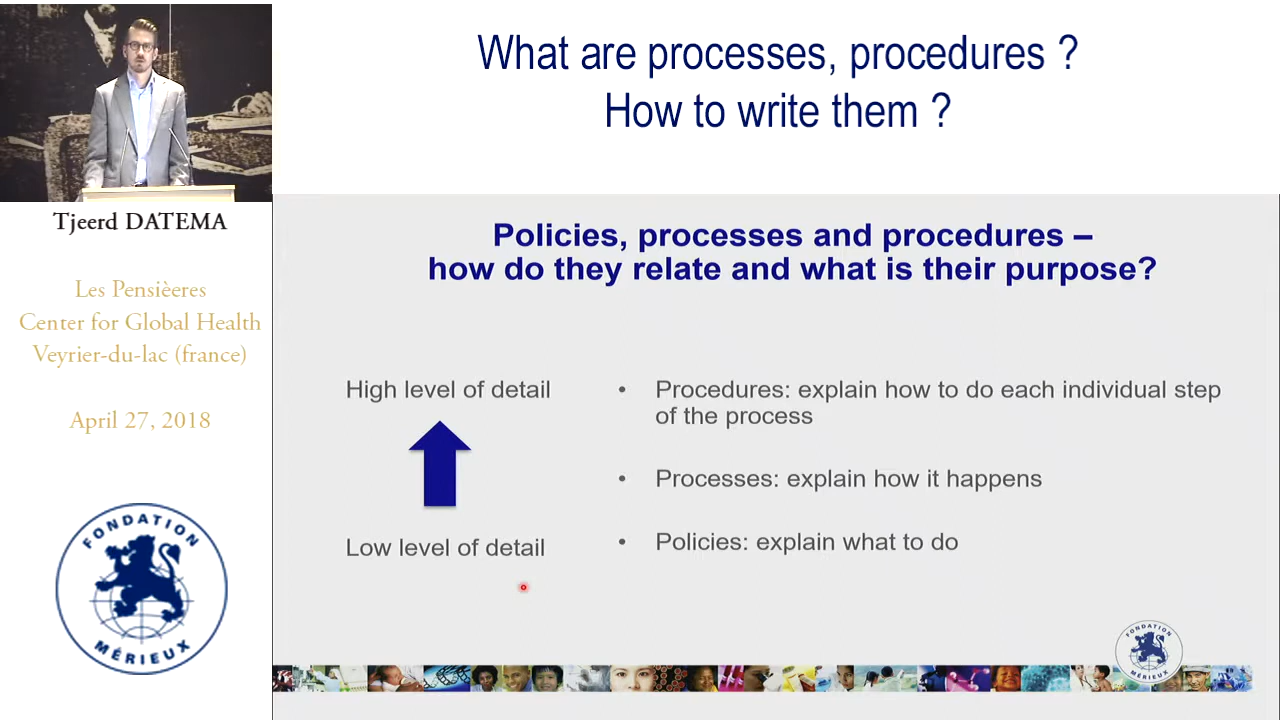 What are processes, procedures ?
How to write them ?
Tjeerd DATEMA
Les Pensièeres
Center for Global Health
Veyrier-du-lac (france)
April 27, 2018
FONDATION
MÉRIEUX
Policies, processes and procedures –
how do they relate and what is their purpose?
High level of detail
Low level of detail
• Procedures: explain how to do each individual step
of the process
• Processes: explain how it happens
• Policies: explain what to do
FONDATION
MÉRIEUX